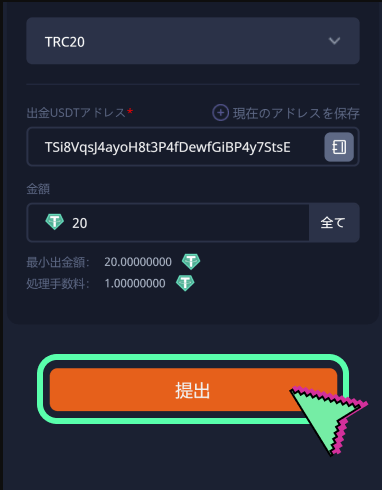 TRC20
出金USDTアドレス* 現在のアドレスを保存
TSi8VqsJ4ayoH8t3P4fDewfGiBP4y7StsE
金額
20 全て
最小出金額: 20.00000000
処理手数料: 1.00000000
提出